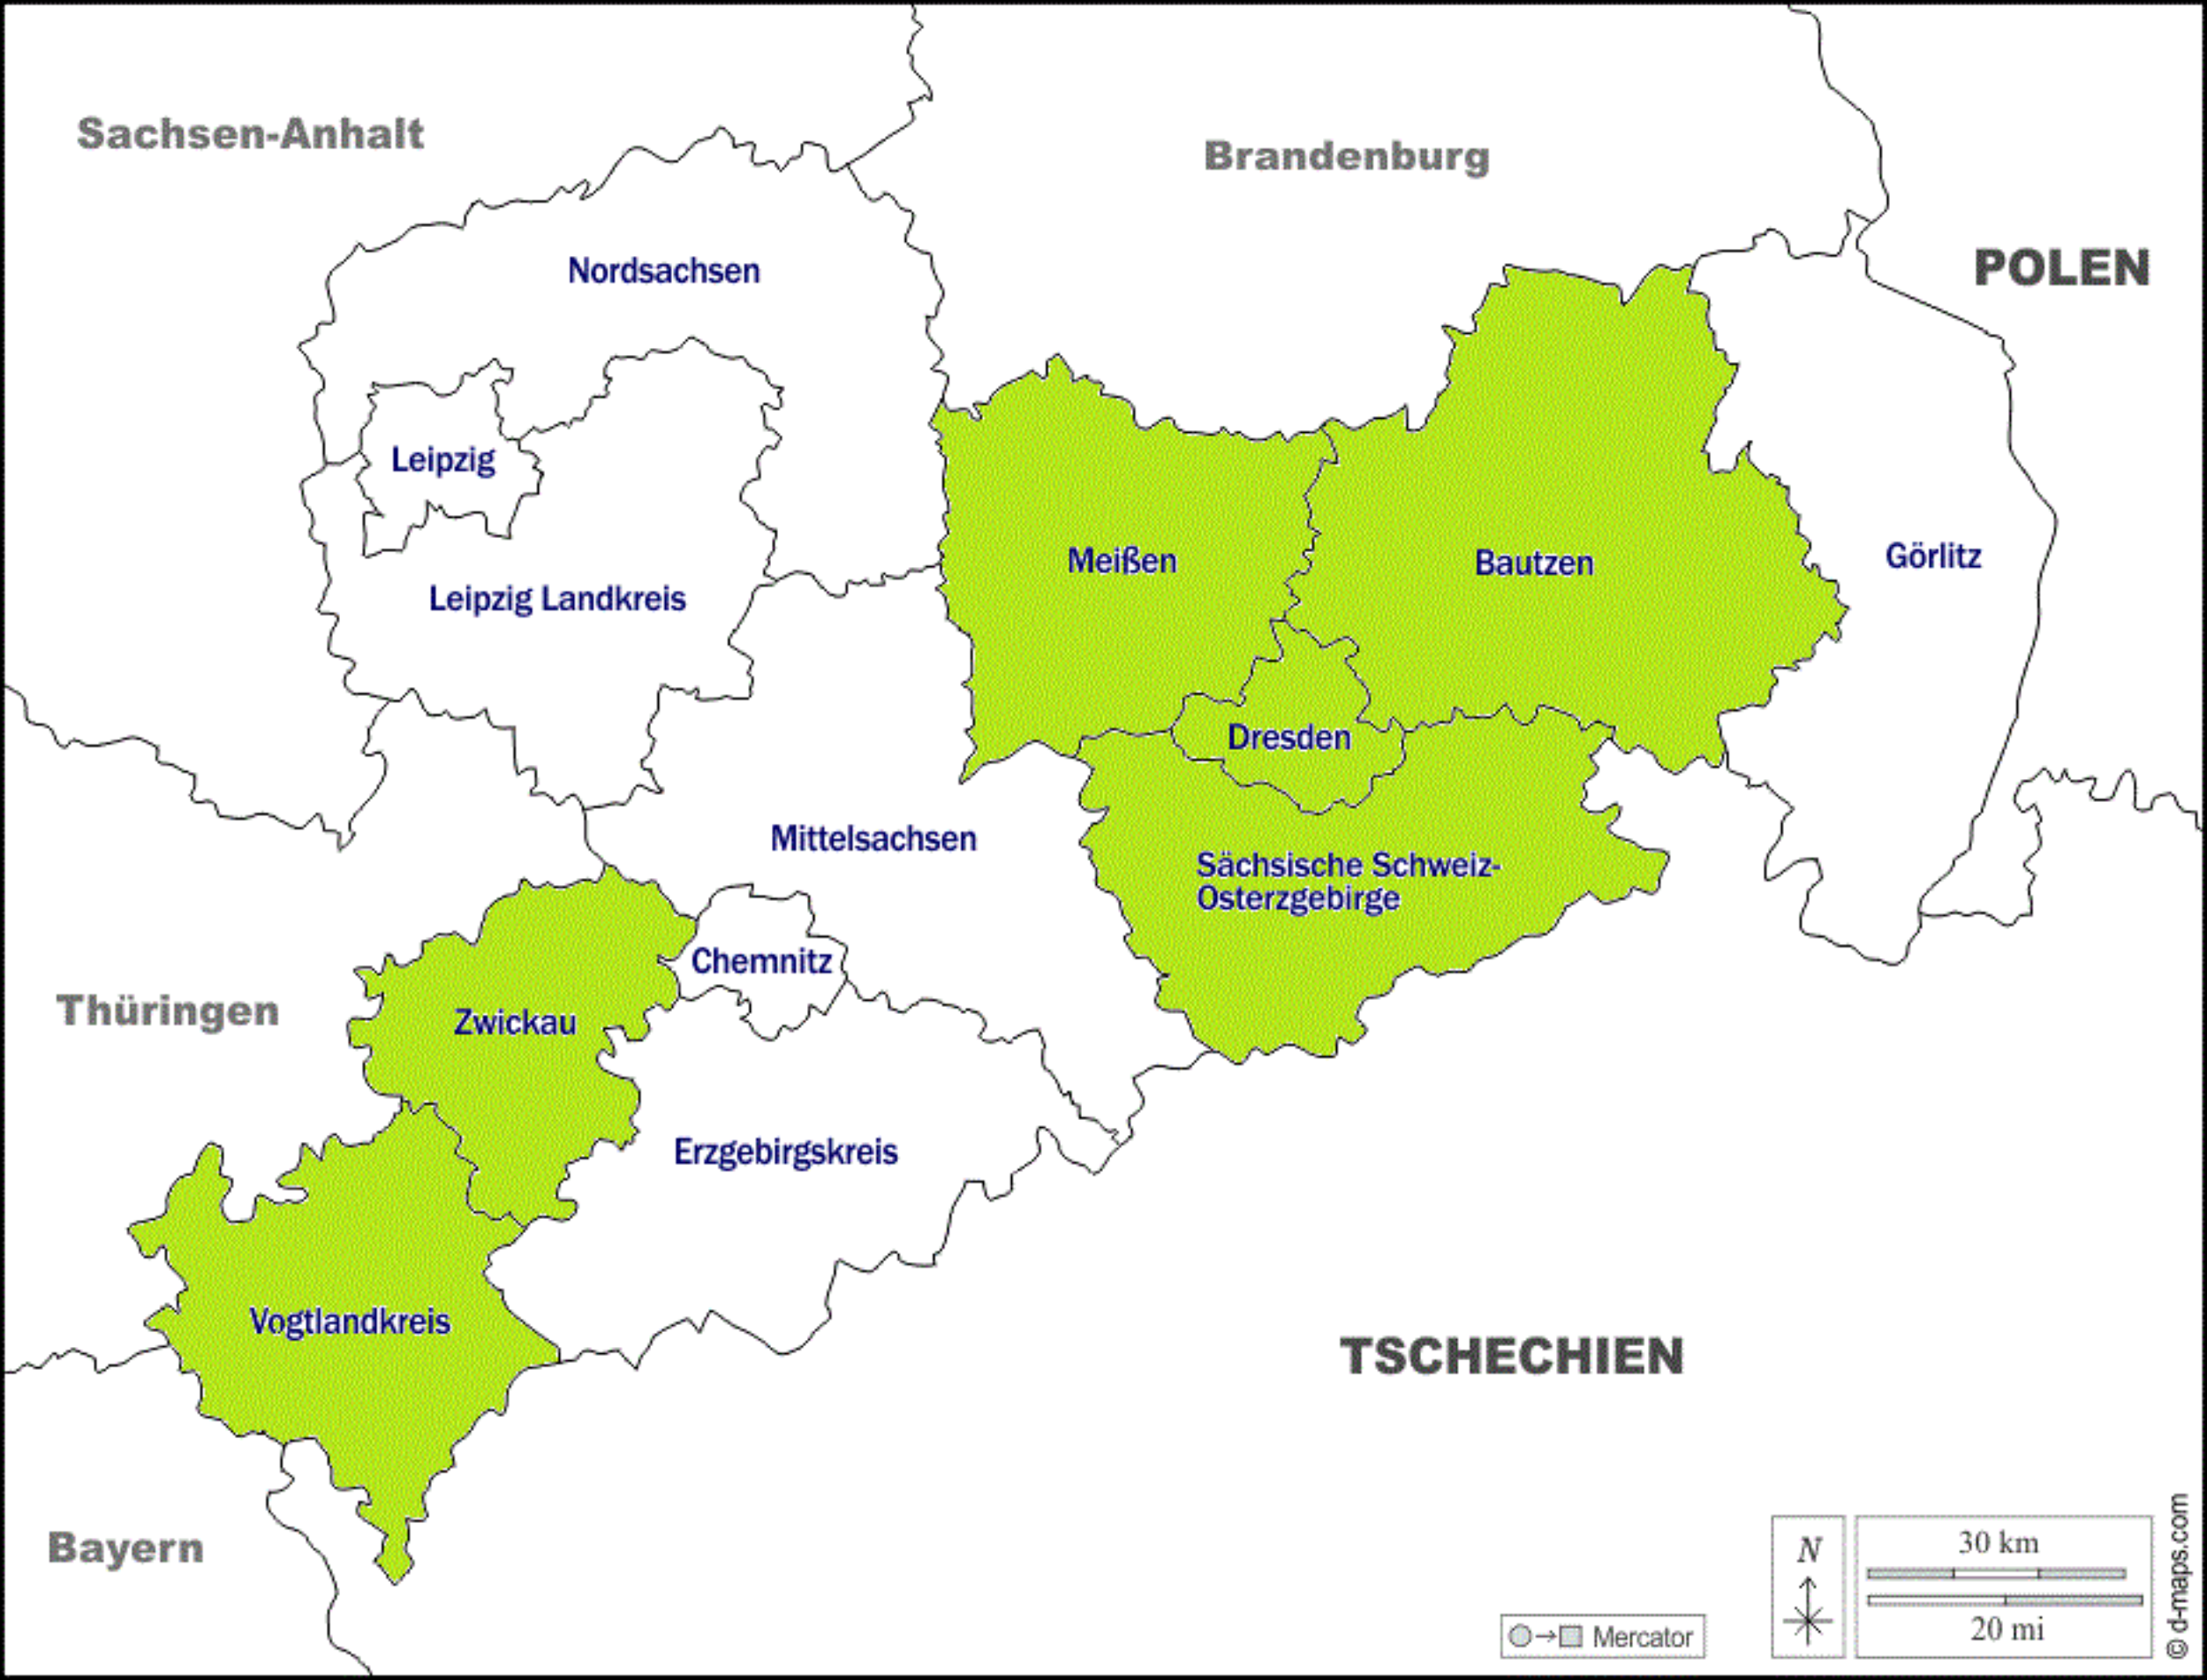 Sachsen-Anhalt
Brandenburg
POLEN
Nordsachsen
Leipzig
Leipzig Landkreis
Meißen
Bautzen
Görlitz
Dresden
Mittelsachsen
Sächsische Schweiz-
Osterzgebirge
Chemnitz
Thüringen
Zwickau
Erzgebirgskreis
Vogtlandkreis
TSCHECHIEN
Bayern
N
30 km
20 mi
Mercator
© d-maps.com